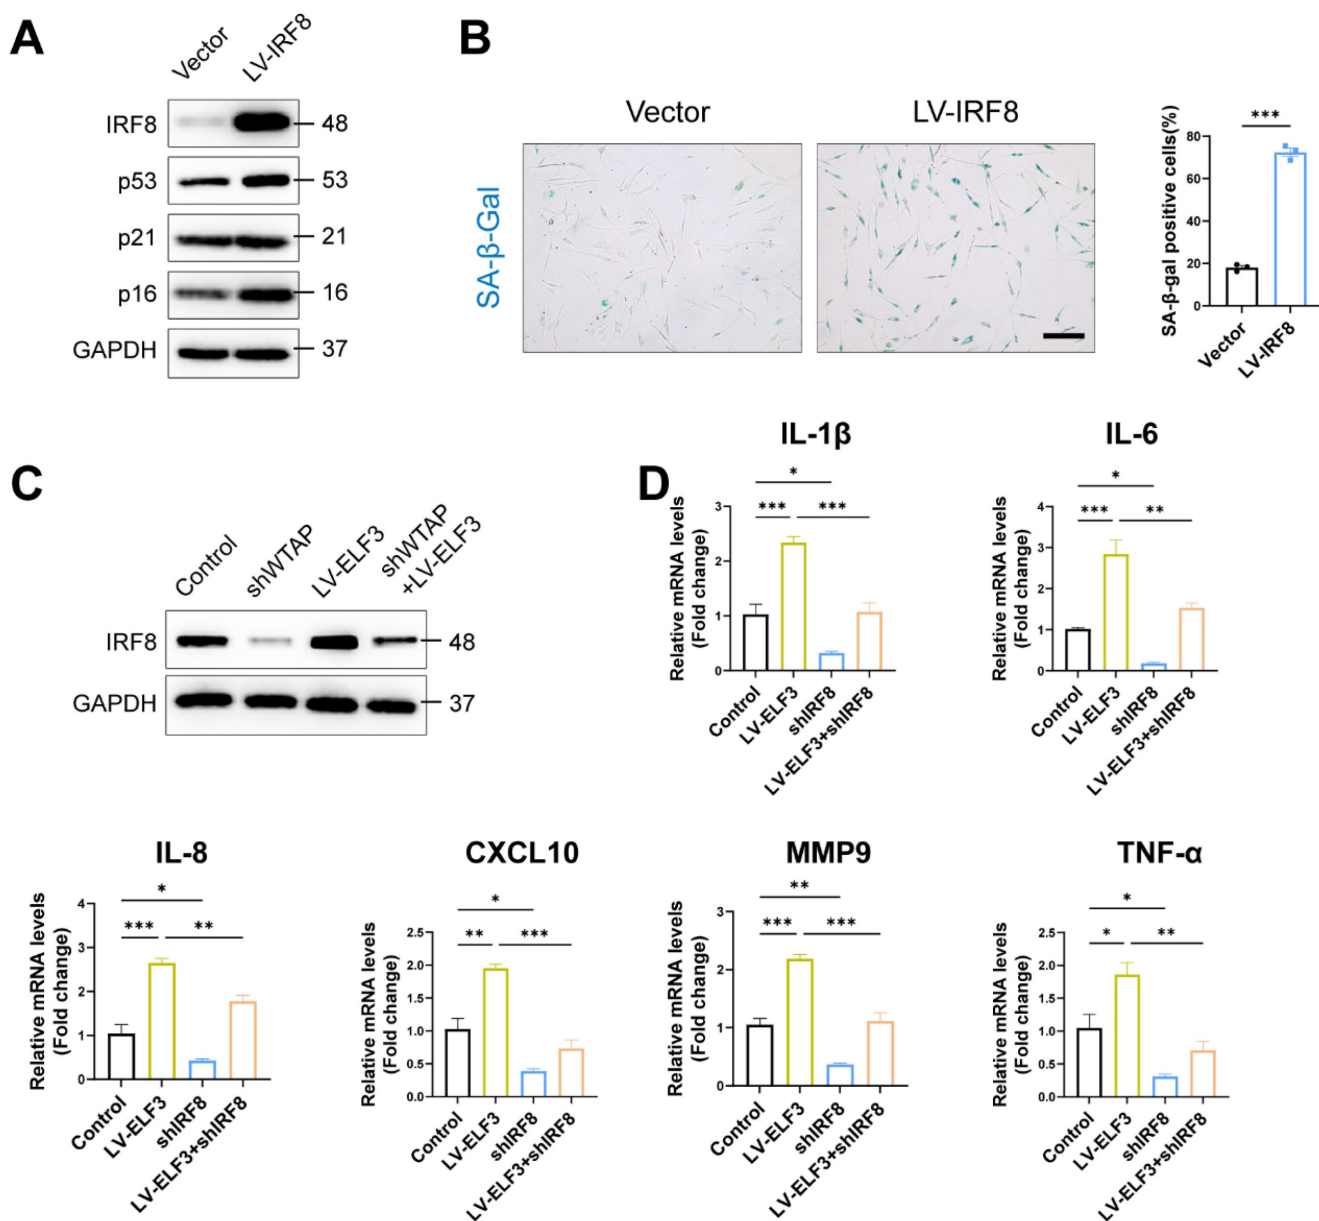 A
Vector
LV-IRF8
IRF8
48
p53
53
p21
21
p16
16
GAPDH
37
B
Vector
LV-IRF8
SA-β-Gal
***
SA-β-gal positive cells(%)
80
60
40
20
0
Vector
LV-IRF8
C
Control
shWTAP
LV-ELF3
shWTAP
+LV-ELF3
IRF8
48
GAPDH
37
D
IL-1β
*
***
***
Relative mRNA levels
(Fold change)
3
2
1
0
Control
LV-ELF3
shIRF8
LV-ELF3+shIRF8
IL-6
*
***
**
Relative mRNA levels
(Fold change)
4
3
2
1
0
Control
LV-ELF3
shIRF8
LV-ELF3+shIRF8
IL-8
*
***
**
Relative mRNA levels
(Fold change)
4
3
2
1
0
Control
LV-ELF3
shIRF8
LV-ELF3+shIRF8
CXCL10
*
**
***
Relative mRNA levels
(Fold change)
2.5
2.0
1.5
1.0
0.5
0.0
Control
LV-ELF3
shIRF8
LV-ELF3+shIRF8
MMP9
**
***
***
Relative mRNA levels
(Fold change)
3
2
1
0
Control
LV-ELF3
shIRF8
LV-ELF3+shIRF8
TNF-α
*
*
**
Relative mRNA levels
(Fold change)
2.5
2.0
1.5
1.0
0.5
0.0
Control
LV-ELF3
shIRF8
LV-ELF3+shIRF8